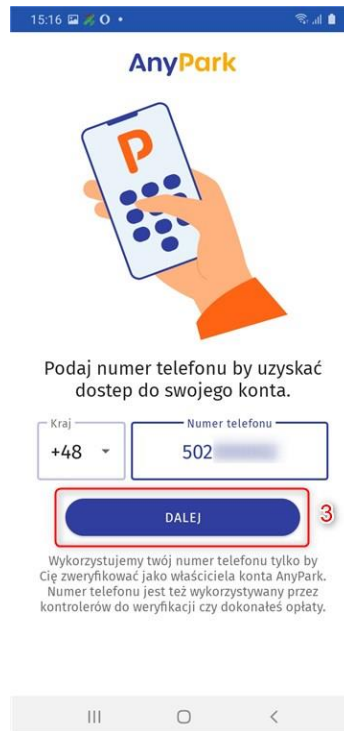 15:16
AnyPark
P
Podaj numer telefonu by uzyskać
dostep do swojego konta.
Kraj
Numer telefonu
+48
502
DALEJ
3
Wykorzystujemy twój numer telefonu tylko by
Cię zweryfikować jako właściciela konta AnyPark.
Numer telefonu jest też wykorzystywany przez
kontrolerów do weryfikacji czy dokonałeś opłaty.